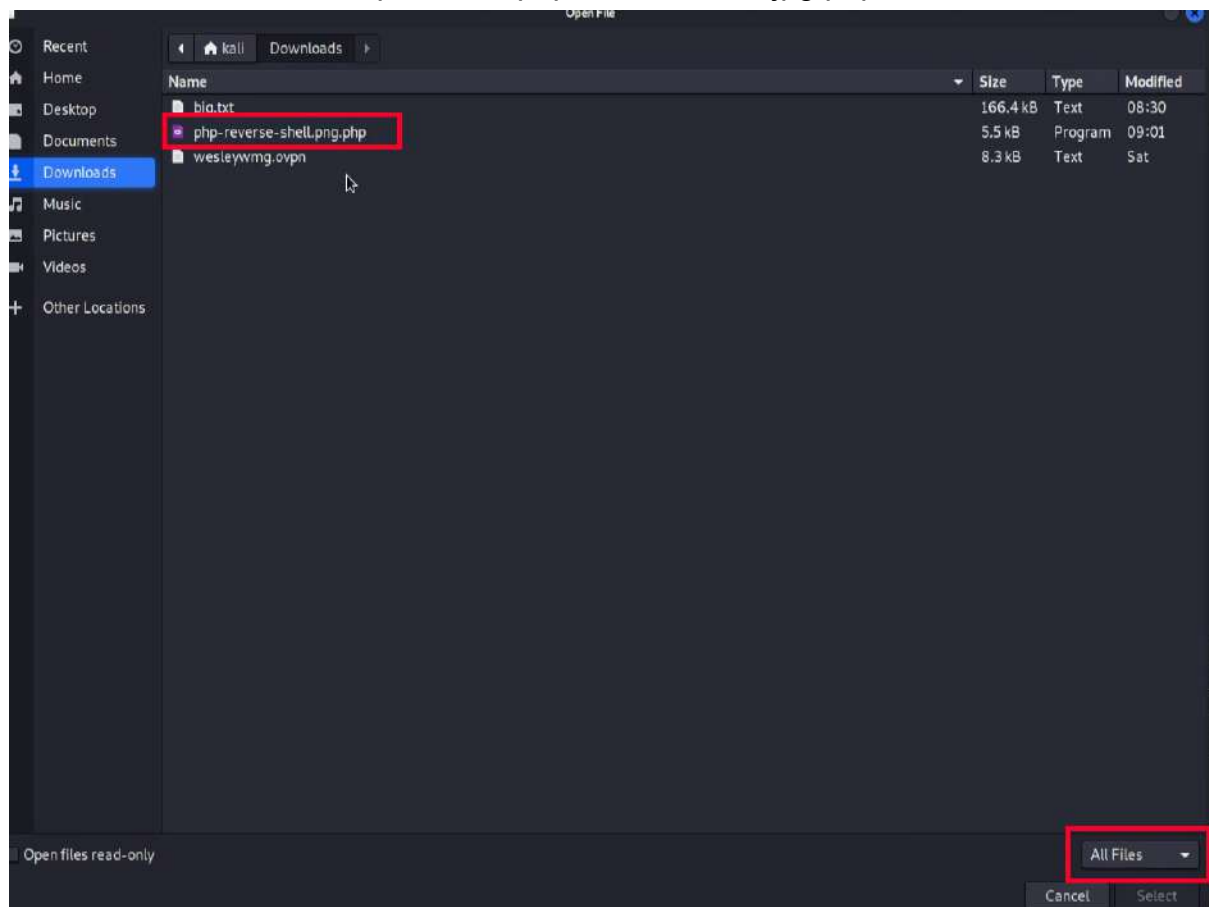 Open File
Recent
kali Downloads
Home
Name Size Type Modified
Desktop
big.txt 166.4 kB Text 08:30
php-reverse-shell.png.php 5.5 kB Program 09:01
Documents
wesleywmg.ovpn 8.3 kB Text Sat
Downloads
Music
Pictures
Videos
Other Locations
Open files read-only
All Files
Cancel Select